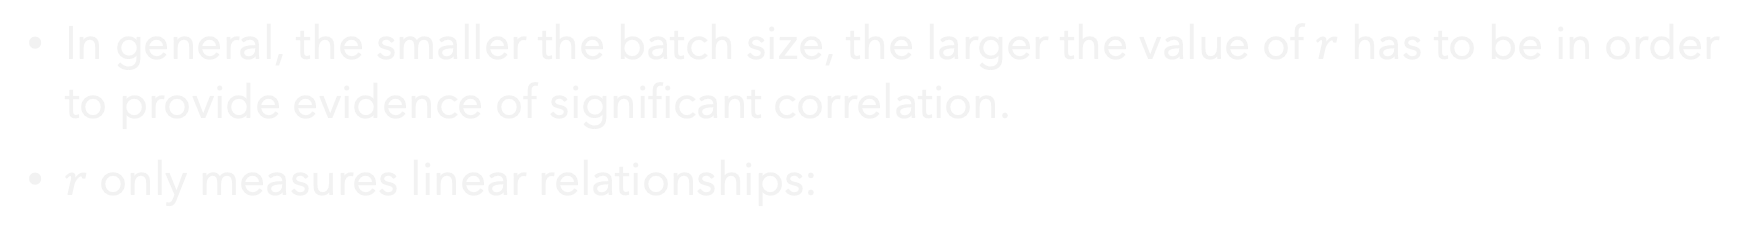 • In general, the smaller the batch size, the larger the value of r has to be in order
to provide evidence of significant correlation.
• r only measures linear relationships: